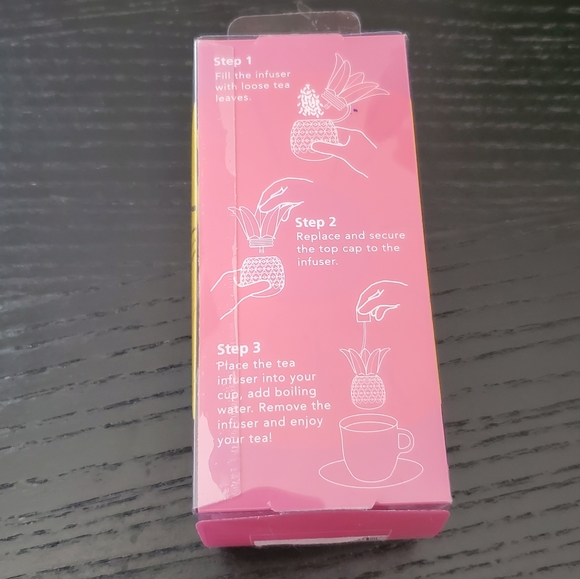 Step 1
Fill the infuser
with loose tea
leaves.
Step 2
Replace and secure
the top cap to the
infuser.
Step 3
Place the tea
infuser into your
cup, add boiling
water. Remove the
infuser and enjoy
your tea!